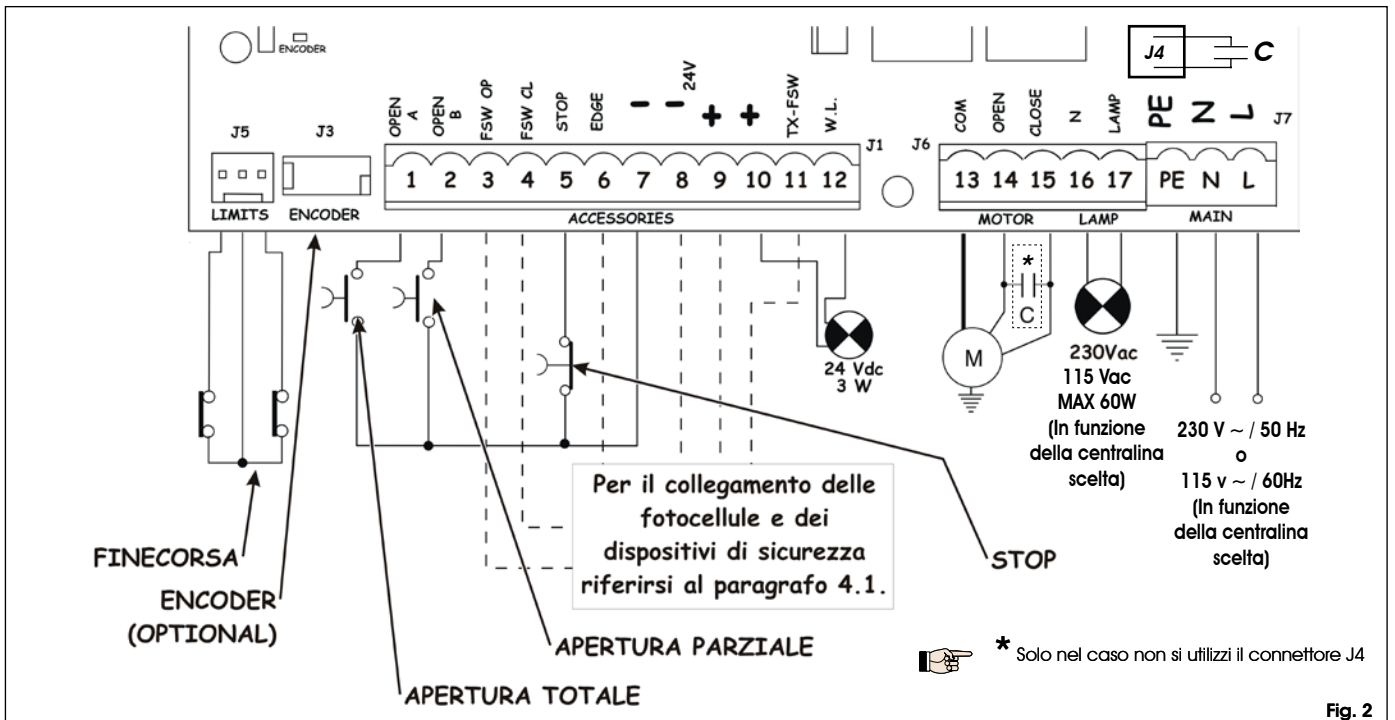 ENCODER
J4
C
J5
J3
OPEN A
OPEN B
FSW OP
FSW CL
STOP
EDGE
24V
TX-FSW
W.L.
J1
J6
COM
OPEN
CLOSE
N
LAMP
PE
N
L
J7
1 2 3 4 5 6 7 8 9 10 11 12
13 14 15 16 17
PE N L
LIMITS
ENCODER
ACCESSORIES
MOTOR
LAMP
MAIN
*
C
M
24 Vdc
3 W
230Vac
115 Vac
MAX 60W
(In funzione
della centralina
scelta)
230 V ~ / 50 Hz
o
115 v ~ / 60Hz
(In funzione
della centralina
scelta)
Per il collegamento delle
fotocellule e dei
dispositivi di sicurezza
riferirsi al paragrafo 4.1.
FINECORSA
ENCODER
(OPTIONAL)
STOP
APERTURA PARZIALE
APERTURA TOTALE
* Solo nel caso non si utilizzi il connettore J4
Fig. 2